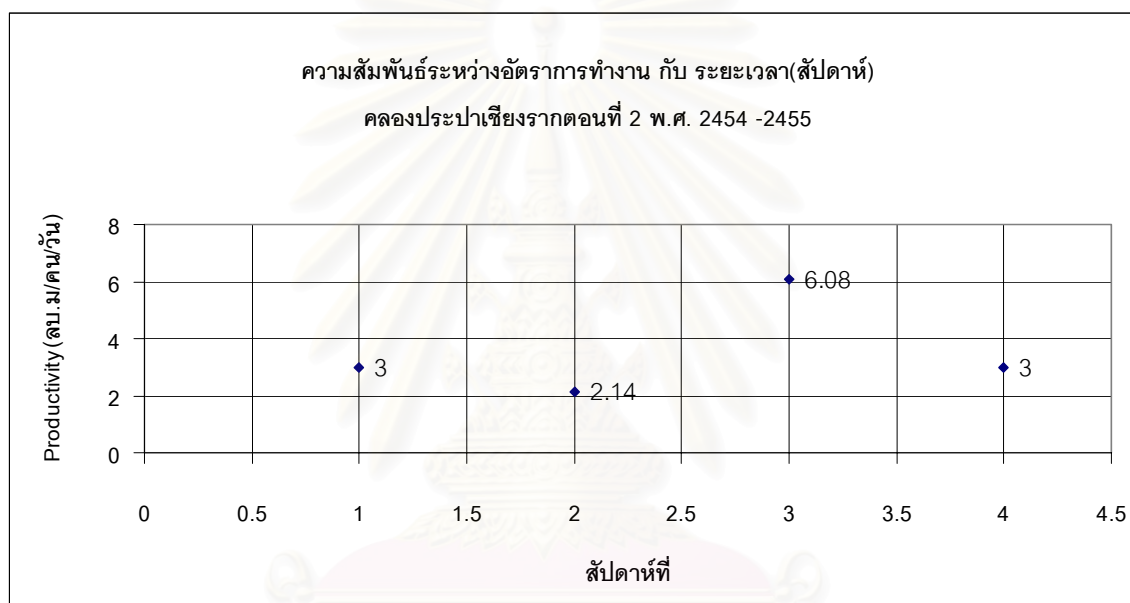 ความสัมพันธ์ระหว่างอัตราการทำงาน กับ ระยะเวลา(สัปดาห์)
คลองประปาเชียงรากตอนที่ 2 พ.ศ. 2454 -2455
Productivity(ลบ.ม/คน/วัน)
8
6
4
2
0
3
2.14
6.08
3
0 0.5 1 1.5 2 2.5 3 3.5 4 4.5
สัปดาห์ที่